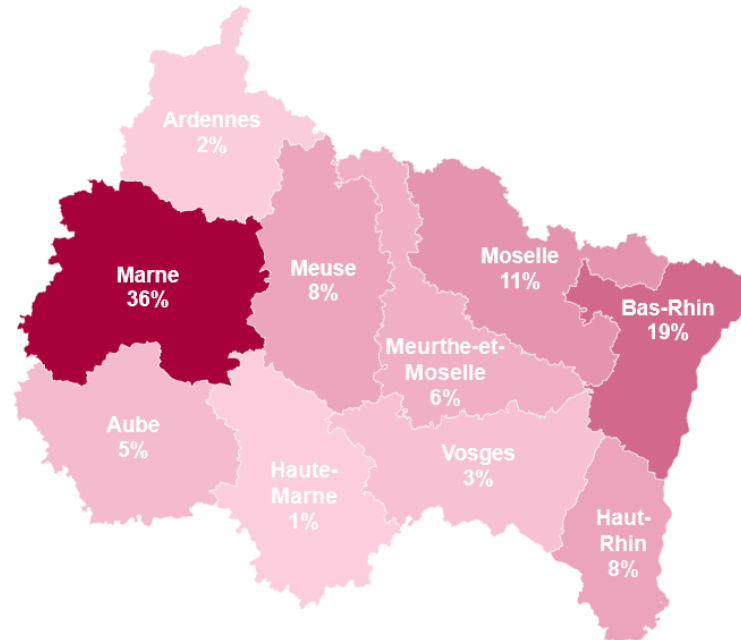 Ardennes
2%
Marne
36%
Meuse
8%
Moselle
11%
Bas-Rhin
19%
Meurthe-et-
Moselle
6%
Aube
5%
Haute-
Marne
1%
Vosges
3%
Haut-
Rhin
8%